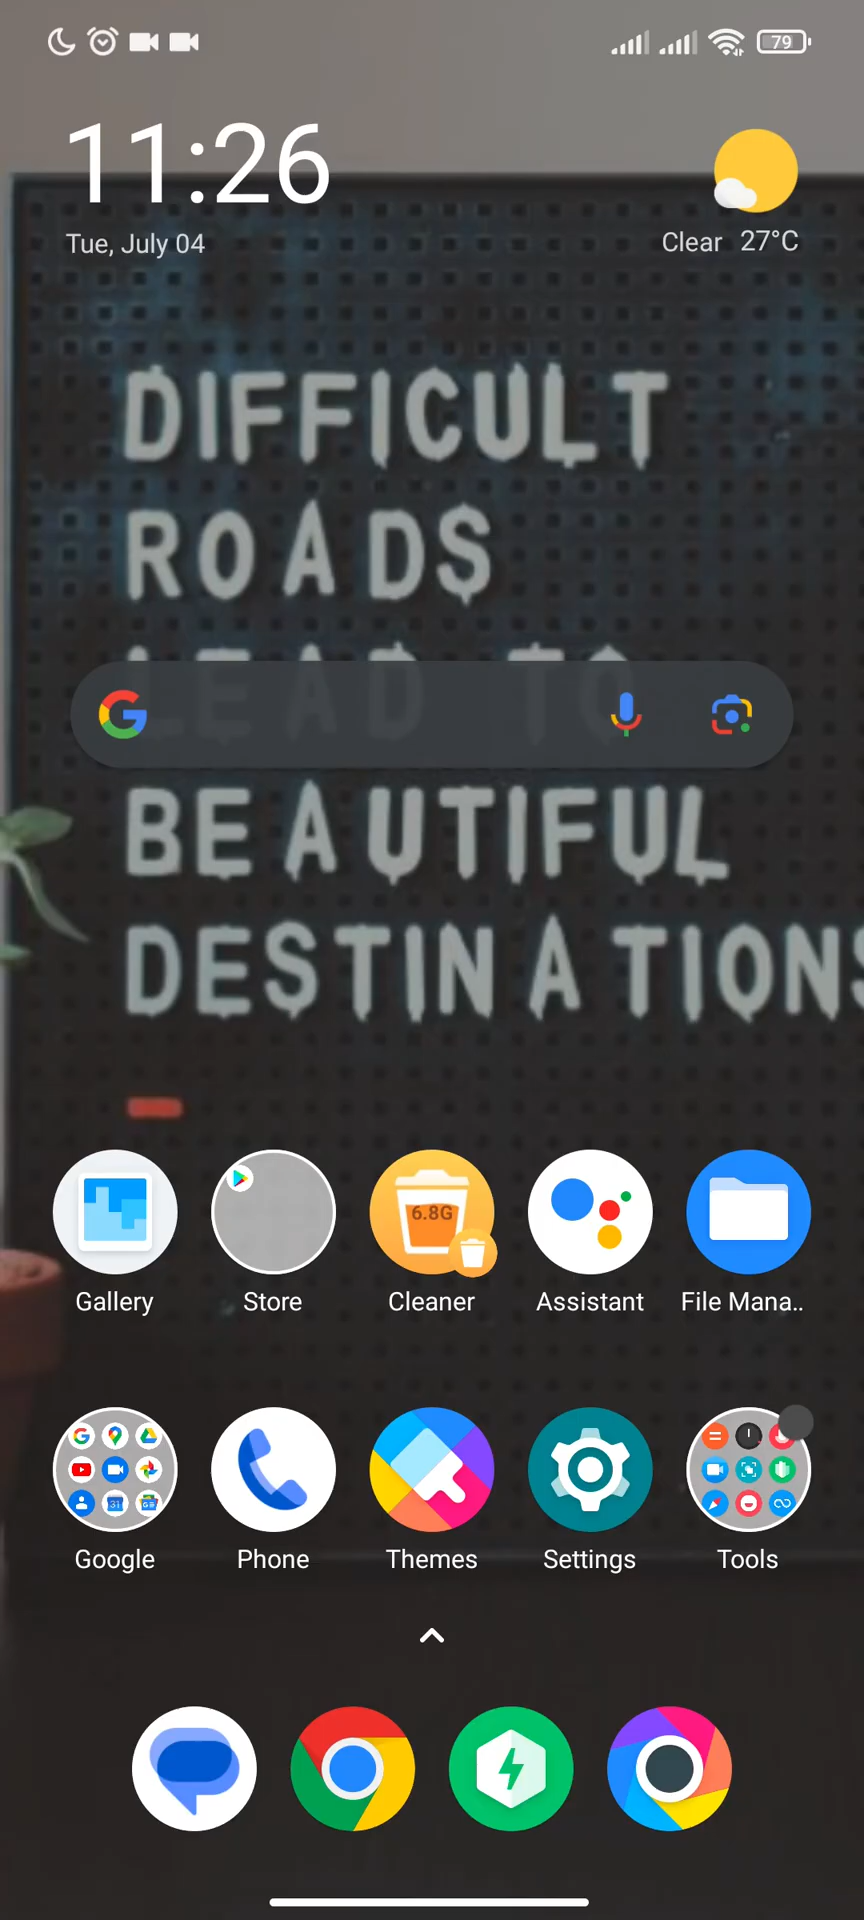 79
11:26
Tue, July 04
Clear 27°C
DIFFICULT
ROADS
LEAD TO
BEAUTIFUL
DESTINATIONS
6.8G
Gallery
Store
Cleaner
Assistant
File Mana..
31
Google
Phone
Themes
Settings
Tools